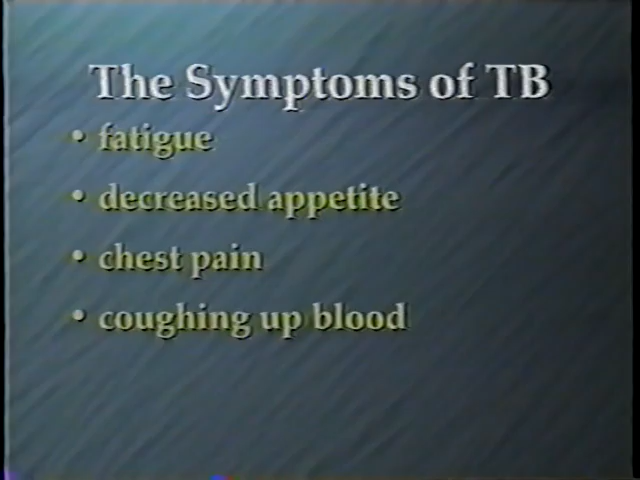 The Symptoms of TB
• fatigue
• decreased appetite
• chest pain
• coughing up blood